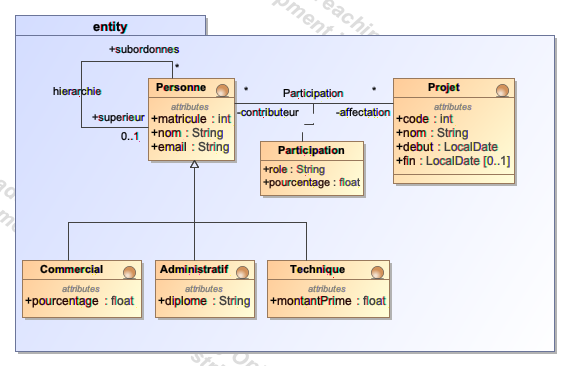 entity
+subordonnes
*
hierarchie
+superieur
0..1
Personne
attributes
+matricule : int
+nom : String
+email : String
*
Participation
*
-contributeur
-affectation
Projet
attributes
+code : int
+nom : String
+debut : LocalDate
+fin : LocalDate [0..1]
Participation
+role : String
+pourcentage : float
Commercial
attributes
+pourcentage : float
Administratif
attributes
+diplome : String
Technique
attributes
+montantPrime : float